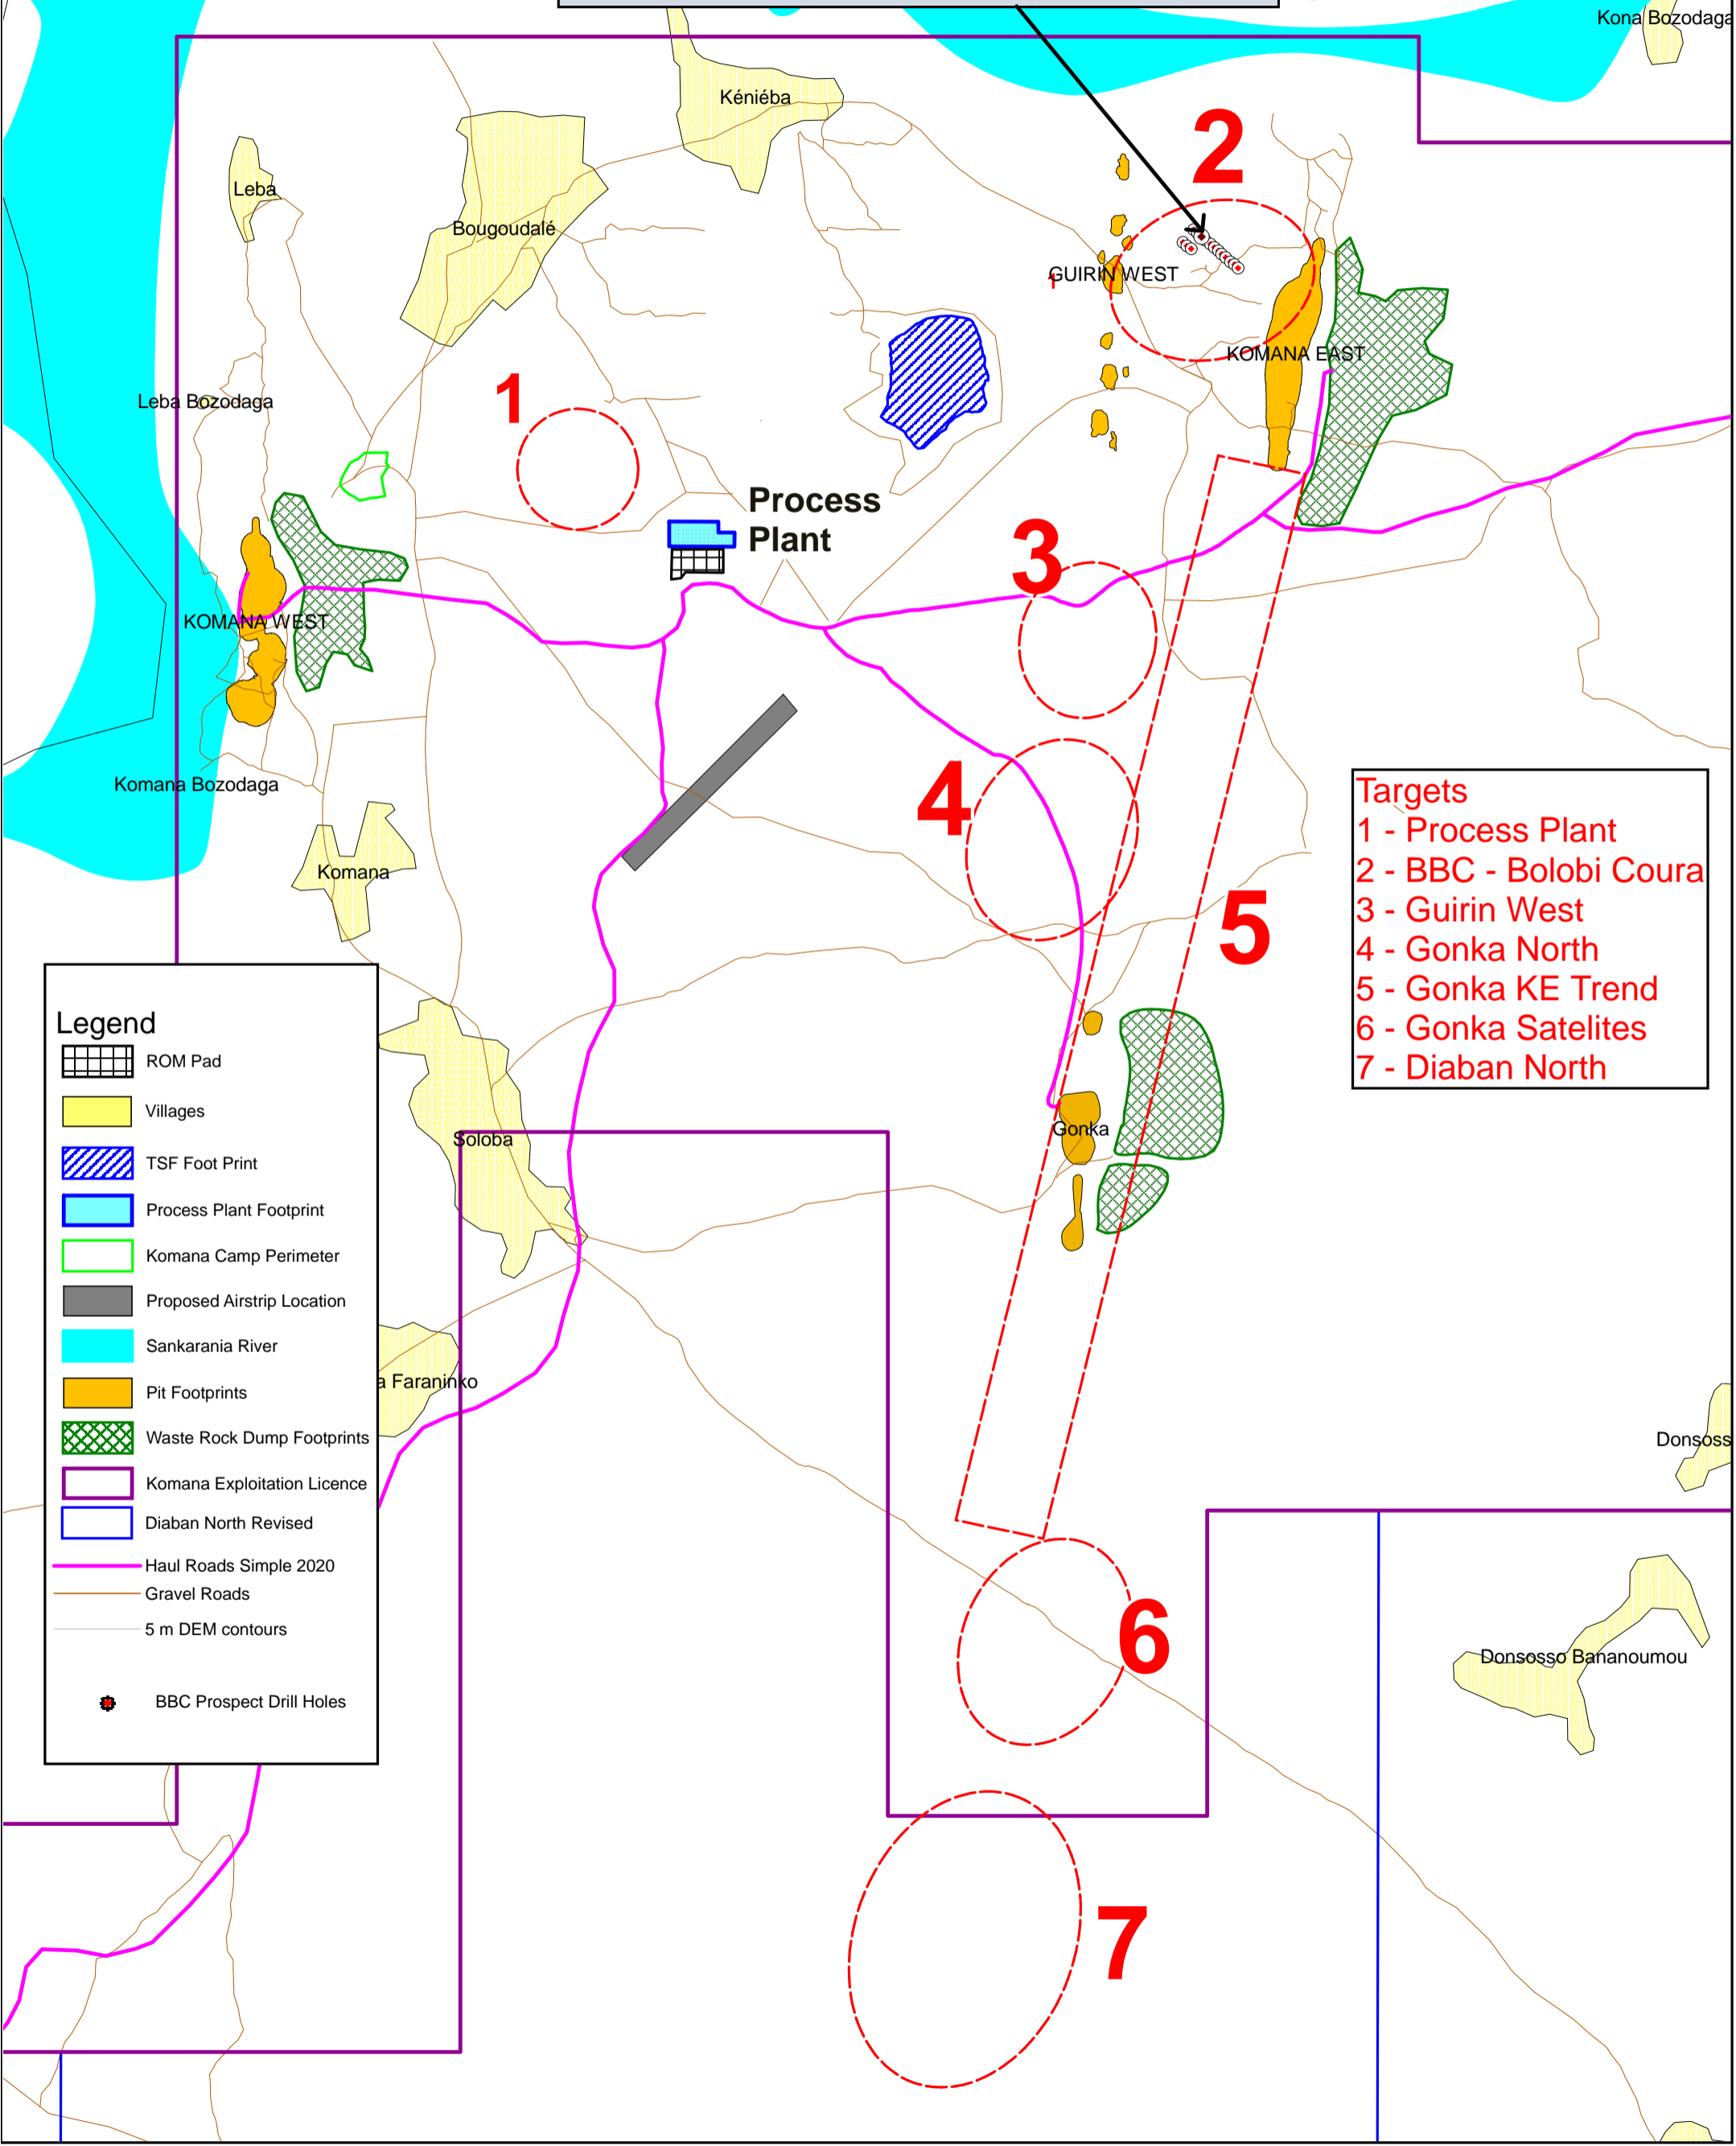 Kona Bozodaga
Kéniéba
2
Leba
Bougoudalé
GUIRIN WEST
1
KOMANA EAST
1
Leba Bozodaga
Process
Plant
3
KOMANA WEST
Komana Bozodaga
4
Komana
5
Targets
1 - Process Plant
2 - BBC - Bolobi Coura
3 - Guirin West
4 - Gonka North
5 - Gonka KE Trend
6 - Gonka Satelites
7 - Diaban North
Gonka
Soloba
a Faraninko
Donsoss
Legend
ROM Pad
Villages
TSF Foot Print
Process Plant Footprint
Komana Camp Perimeter
Proposed Airstrip Location
Sankarania River
Pit Footprints
Waste Rock Dump Footprints
Komana Exploitation Licence
Diaban North Revised
Haul Roads Simple 2020
Gravel Roads
5 m DEM contours
BBC Prospect Drill Holes
6
Donsosso Bananoumou
7